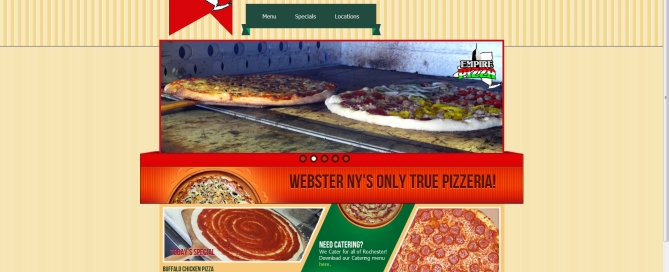 Menu Specials Locations
EMPIRE
PIZZA
WEBSTER NY'S ONLY TRUE PIZZERIA!
TODAY'S SPECIAL
BUFFALO CHICKEN PIZZA
NEED CATERING?
We Cater for all of Rochester!
Download our Catering menu
here.